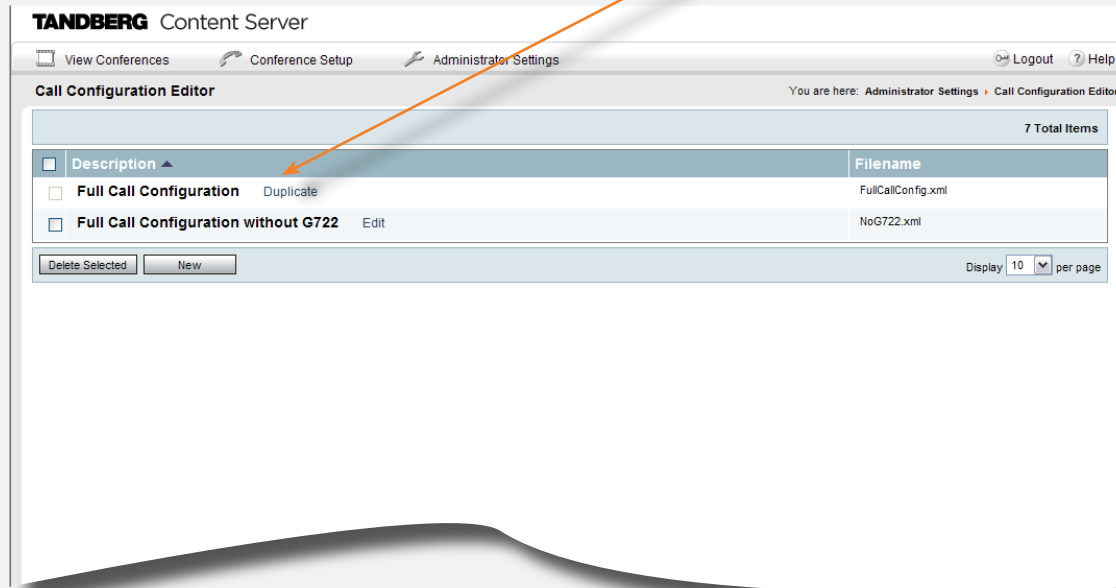 TANDBERG Content Server
View Conferences Conference Setup Administrator Settings Logout ? Help
Call Configuration Editor You are here: Administrator Settings Call Configuration Editor
7 Total Items
Description Filename
Full Call Configuration Duplicate FullCallConfig.xml
Full Call Configuration without G722 Edit NoG722.xml
Delete Selected New Display 10 per page